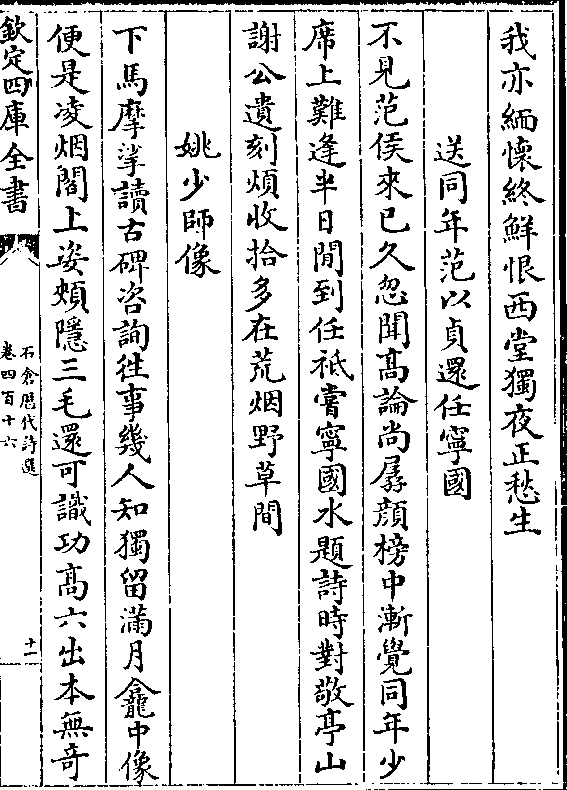 我亦緬懷終鮮恨西堂獨夜正愁生
送同年范以貞還任寧國
不見范侯來已久忽聞髙論尚孱顔榜中漸覺同年少
席上難逢半日閒到任祇嘗寧國水題詩時對敬亭山
謝公遺刻煩收拾多在荒烟野草間
姚少師像
下馬摩挲讀古碑咨詢往事幾人知獨留滿月龕中像
便是凌烟閣上姿頰隱三毛還可識功髙六出本無奇
欽定四庫全書
石倉歴代詩選
卷四百十六
十一